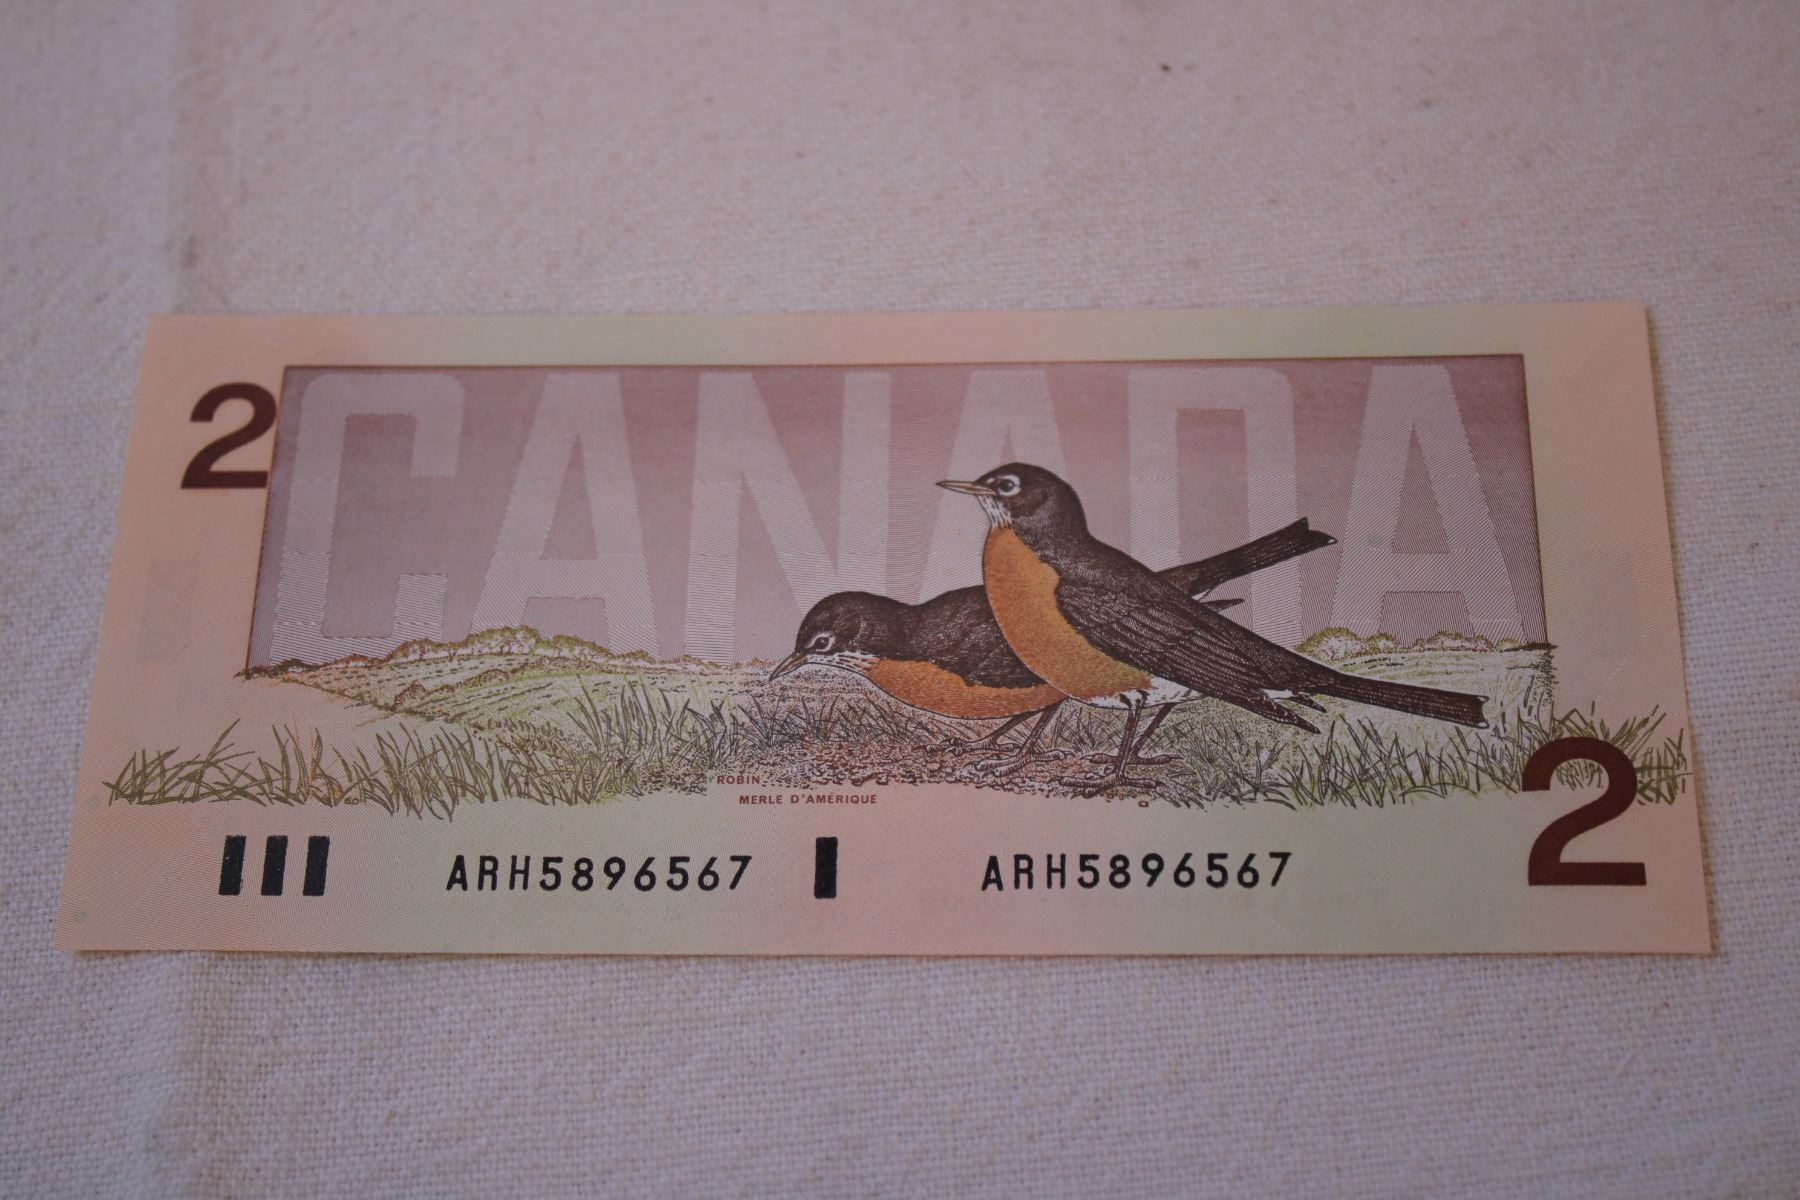 CANADA
2
ROBIN
MERLE D'AMÉRIQUE
2
ARH5896567 ARH5896567